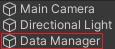 Main Camera
Directional Light
Data Manager